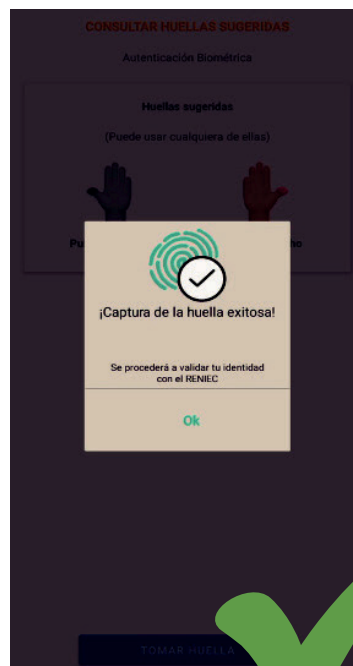 CONSULTAR HUELLAS SUGERIDAS
Autenticación Biométrica
Huellas sugeridas
(Puede usar cualquiera de ellas)
¡Captura de la huella exitosa!
Se procederá a validar tu identidad
con el RENIEC
Ok
TOMAR HUELLA